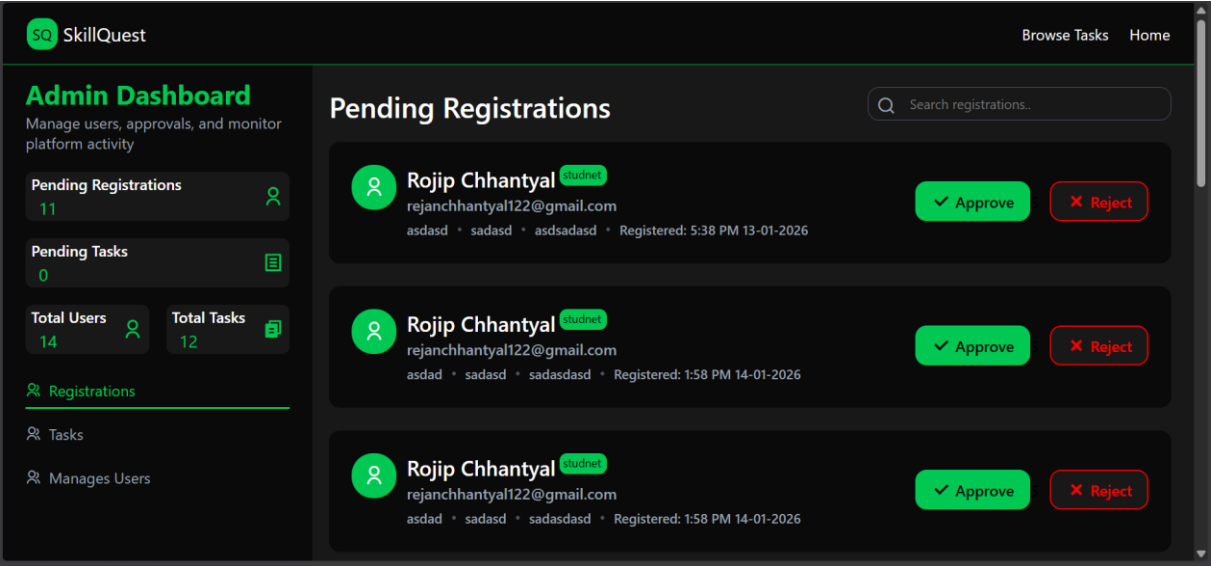 SQ SkillQuest
Browse Tasks Home
Admin Dashboard
Manage users, approvals, and monitor
platform activity
Pending Registrations
11
Pending Tasks
0
Total Users
14
Total Tasks
12
Registrations
Tasks
Manages Users
Pending Registrations
Search registrations..
Rojip Chhantyal studnet
rejanchhantyal122@gmail.com
asdasd • sadasd • asdsadasd • Registered: 5:38 PM 13-01-2026
Approve Reject
Rojip Chhantyal studnet
rejanchhantyal122@gmail.com
asdad • sadasd • sadasdasd • Registered: 1:58 PM 14-01-2026
Approve Reject
Rojip Chhantyal studnet
rejanchhantyal122@gmail.com
asdad • sadasd • sadasdasd • Registered: 1:58 PM 14-01-2026
Approve Reject